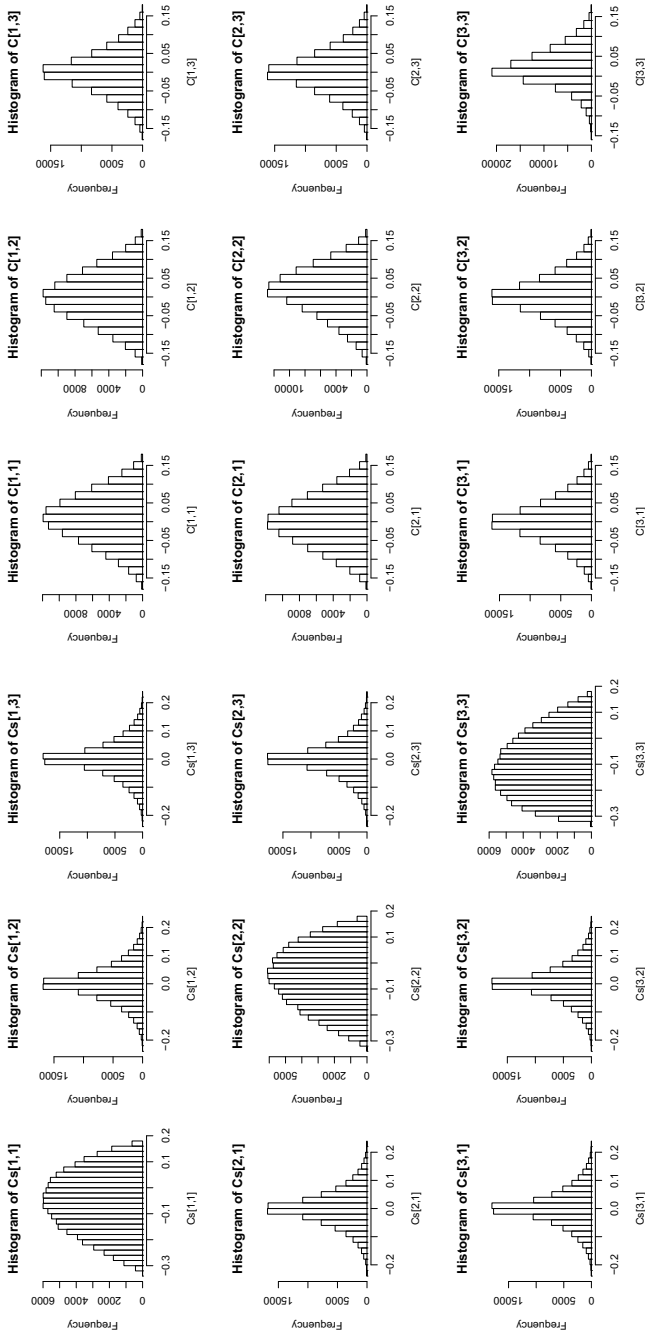 Histogram of Cs[1,1]
Frequency
0 2000 4000 6000
-0.3 -0.1 0.1 0.2
Cs[1,1]
Histogram of Cs[1,2]
Frequency
0 5000 15000
-0.2 0.0 0.1 0.2
Cs[1,2]
Histogram of Cs[1,3]
Frequency
0 5000 15000
-0.2 0.0 0.1 0.2
Cs[1,3]
Histogram of C[1,1]
Frequency
0 4000 8000
-0.15 -0.05 0.05 0.15
C[1,1]
Histogram of C[1,2]
Frequency
0 4000 8000
-0.15 -0.05 0.05 0.15
C[1,2]
Histogram of C[1,3]
Frequency
0 5000 15000
-0.15 -0.05 0.05 0.15
C[1,3]
Histogram of Cs[2,1]
Frequency
0 5000 15000
-0.2 0.0 0.1 0.2
Cs[2,1]
Histogram of Cs[2,2]
Frequency
0 2000 5000
-0.3 -0.1 0.1 0.2
Cs[2,2]
Histogram of Cs[2,3]
Frequency
0 5000 15000
-0.2 0.0 0.1 0.2
Cs[2,3]
Histogram of C[2,1]
Frequency
0 4000 8000
-0.15 -0.05 0.05 0.15
C[2,1]
Histogram of C[2,2]
Frequency
0 4000 10000
-0.15 -0.05 0.05 0.15
C[2,2]
Histogram of C[2,3]
Frequency
0 5000 15000
-0.15 -0.05 0.05 0.15
C[2,3]
Histogram of Cs[3,1]
Frequency
0 5000 15000
-0.2 0.0 0.1 0.2
Cs[3,1]
Histogram of Cs[3,2]
Frequency
0 5000 15000
-0.2 0.0 0.1 0.2
Cs[3,2]
Histogram of Cs[3,3]
Frequency
0 2000 4000 6000
-0.3 -0.1 0.1 0.2
Cs[3,3]
Histogram of C[3,1]
Frequency
0 5000 15000
-0.15 -0.05 0.05 0.15
C[3,1]
Histogram of C[3,2]
Frequency
0 5000 15000
-0.15 -0.05 0.05 0.15
C[3,2]
Histogram of C[3,3]
Frequency
0 10000 20000
-0.15 -0.05 0.05 0.15
C[3,3]